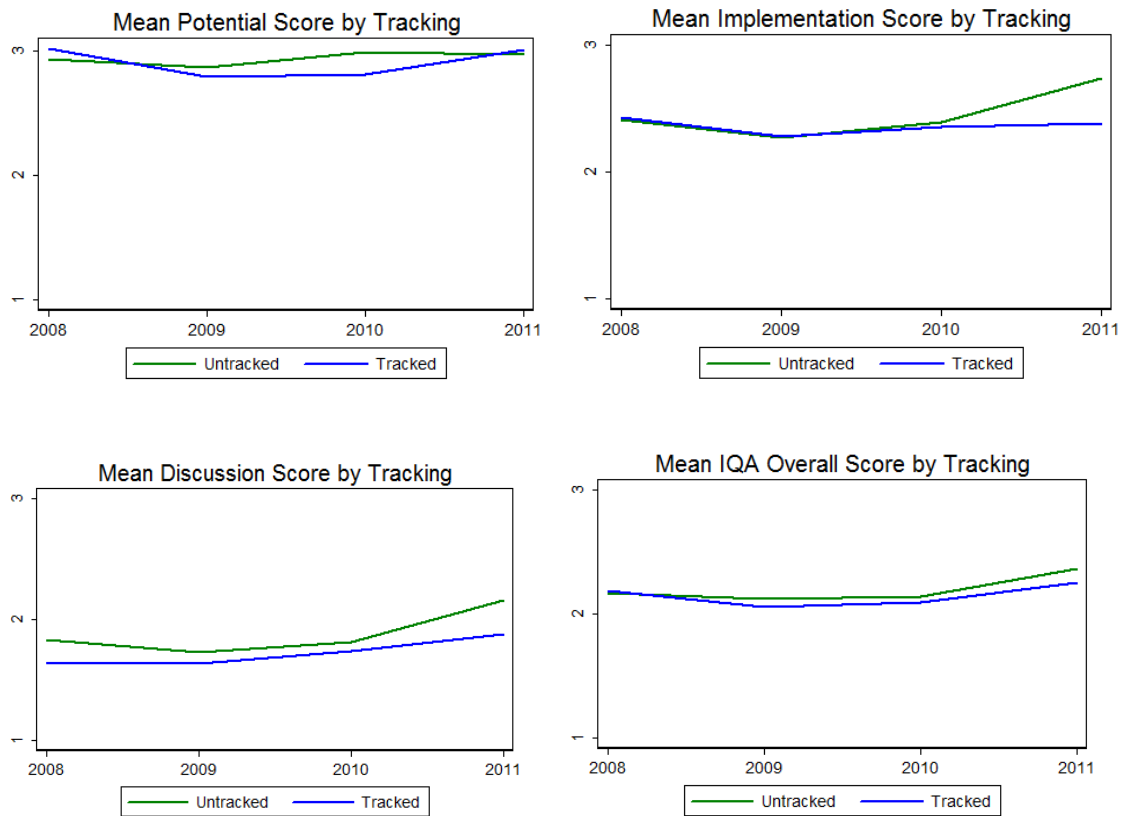 Mean Potential Score by Tracking
3
2
1
2008 2009 2010 2011
Untracked Tracked
Mean Implementation Score by Tracking
3
2
1
2008 2009 2010 2011
Untracked Tracked
Mean Discussion Score by Tracking
3
2
1
2008 2009 2010 2011
Untracked Tracked
Mean IQA Overall Score by Tracking
3
2
1
2008 2009 2010 2011
Untracked Tracked